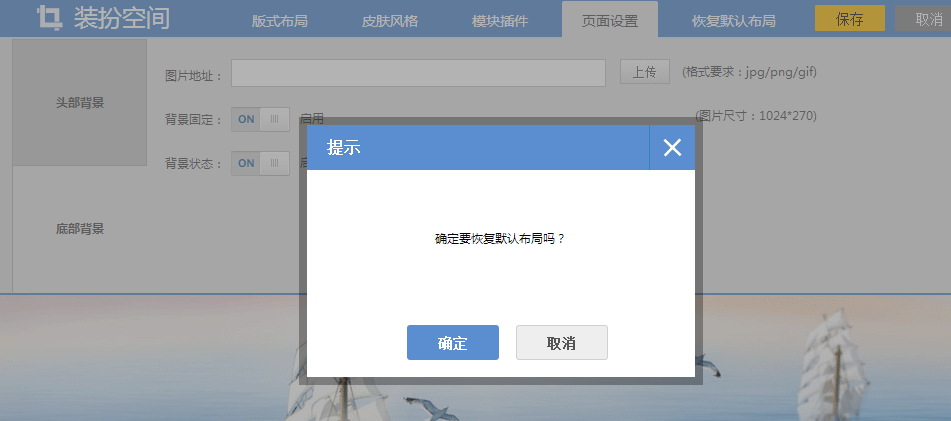 装扮空间 版式布局 皮肤风格 模块插件 页面设置 恢复默认布局 保存 取消
头部背景
图片地址： 上传 (格式要求：jpg/png/gif)
背景固定： ON 启用 (图片尺寸：1024*270)
背景状态： ON
底部背景
提示
确定要恢复默认布局吗？
确定 取消